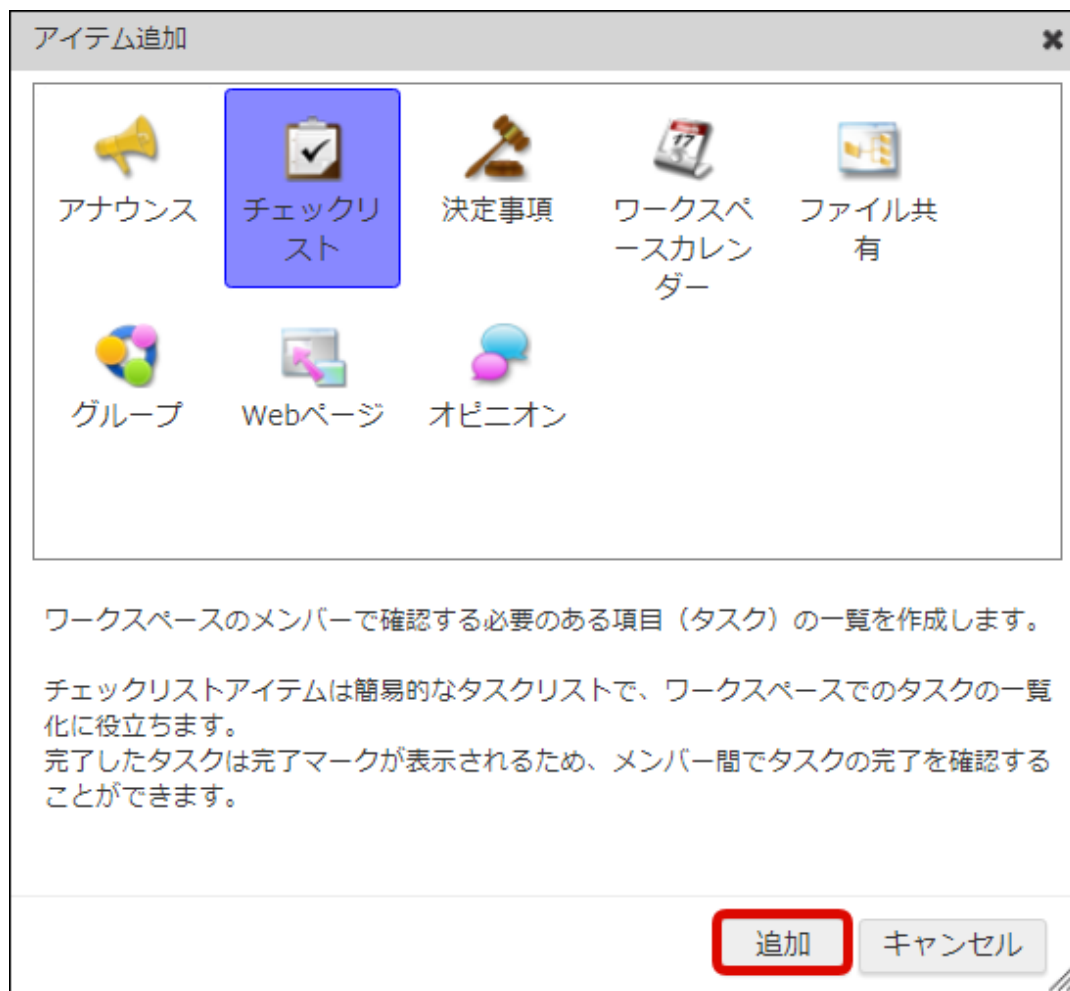 アイテム追加
アナウンス
チェックリ
スト
決定事項
ワークスペ
ースカレン
ダー
ファイル共
有
グループ
Webページ
オピニオン
ワークスペースのメンバーで確認する必要のある項目（タスク）の一覧を作成します。
チェックリストアイテムは簡易的なタスクリストで、ワークスペースでのタスクの一覧
化に役立ちます。
完了したタスクは完了マークが表示されるため、メンバー間でタスクの完了を確認する
ことができます。
追加
キャンセル